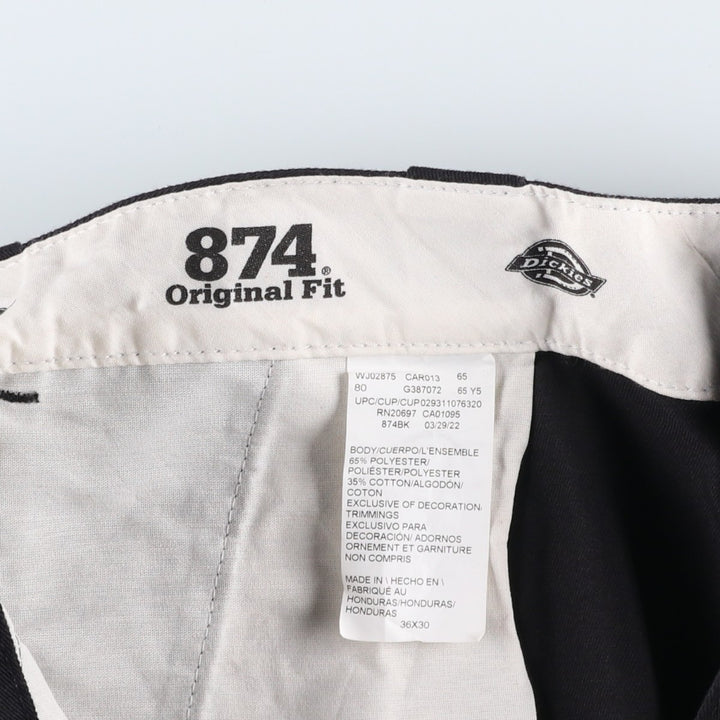 874®
Original Fit
Dickies
WJ02875 CAR013 65
80 G387072 65 Y5
UPC/CUP/CUP029311076320
RN20697 CA01095
874BK 03/29/22
BODY/CUERPO/L'ENSEMBLE
65% POLYESTER/
POLIÉSTER/POLYESTER
35% COTTON/ALGODÓN/
COTON
EXCLUSIVE OF DECORATION/
TRIMMINGS
EXCLUSIVO PARA
DECORACIÓN/ ADORNOS
ORNEMENT ET GARNITURE
NON COMPRIS
MADE IN \ HECHO EN \
FABRIQUÉ AU
HONDURAS/HONDURAS/
HONDURAS
36X30